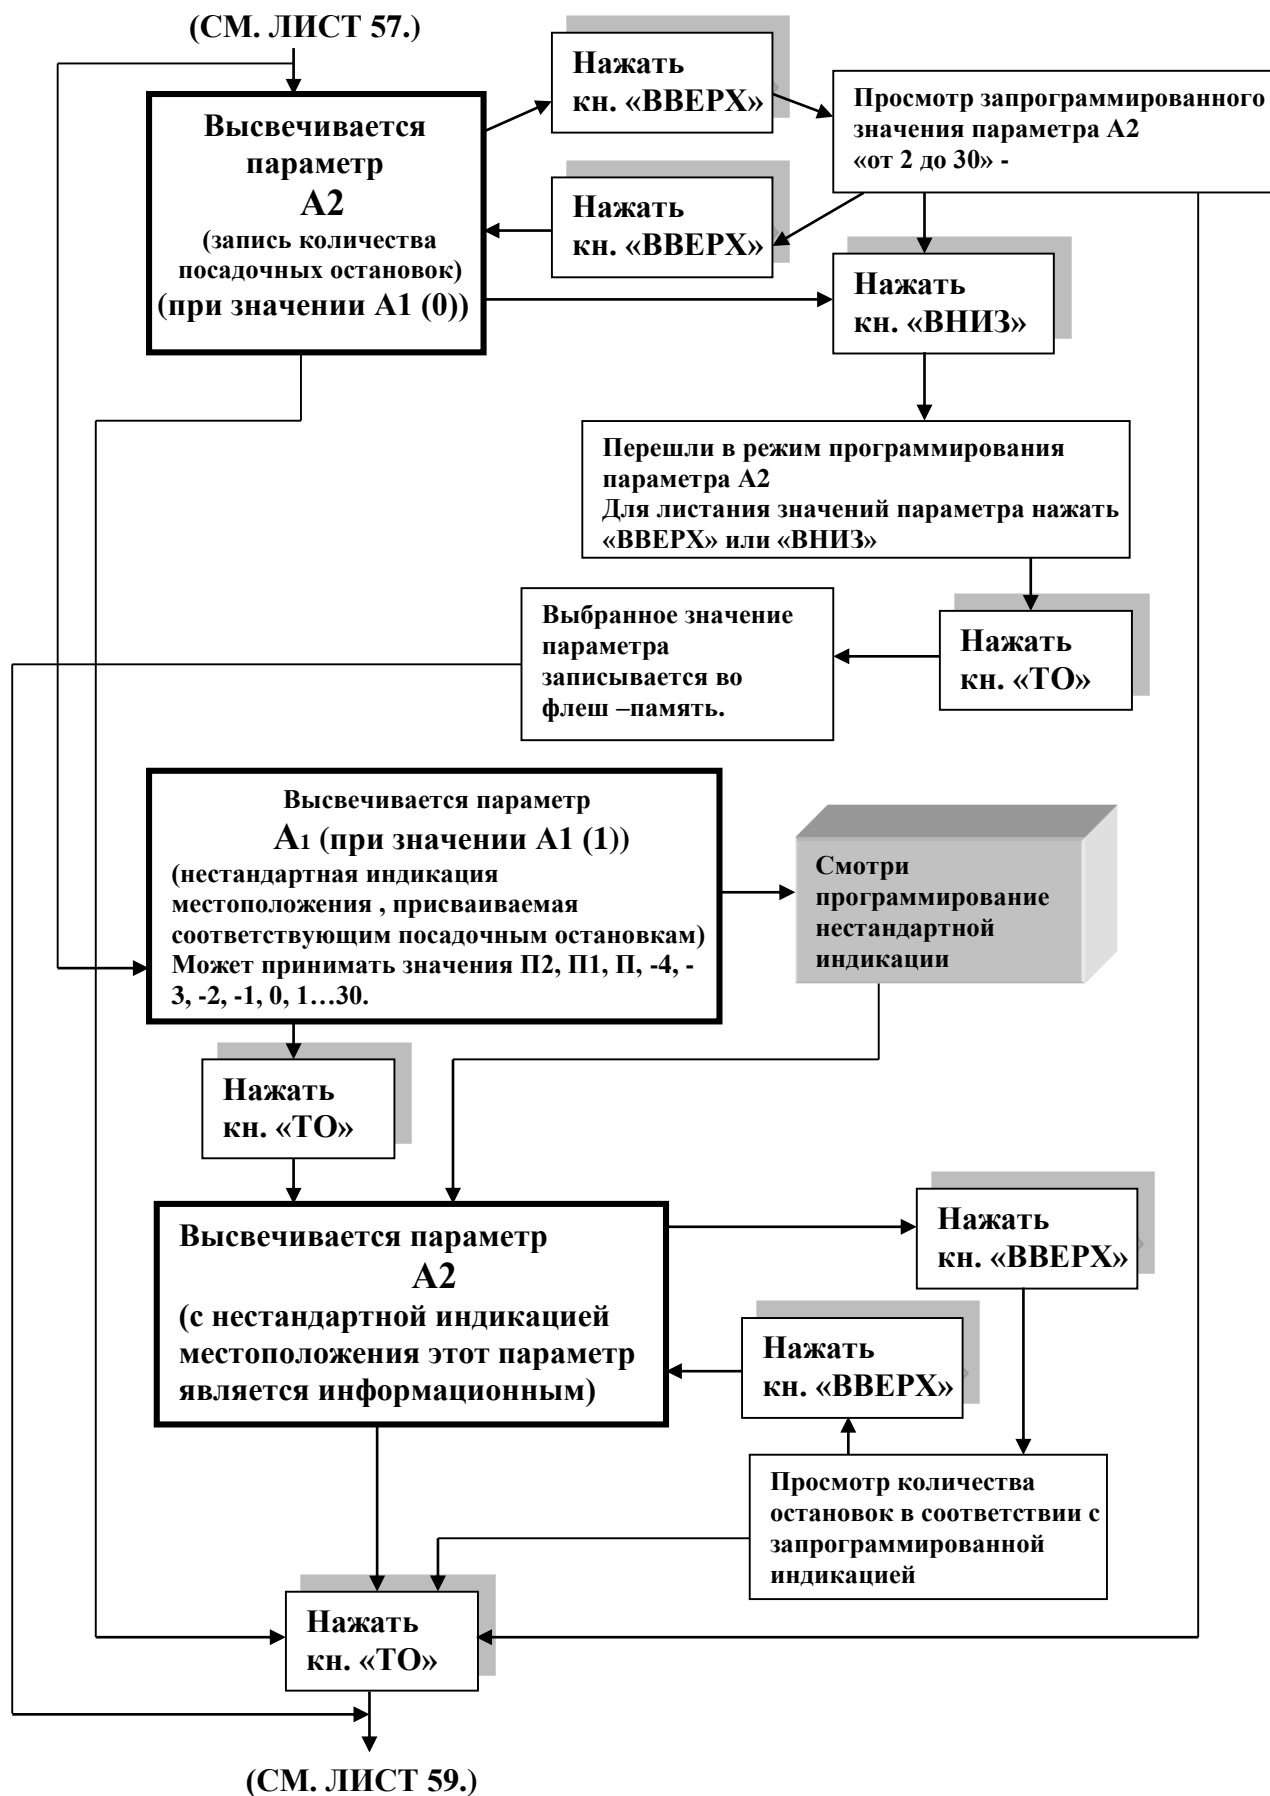 (СМ. ЛИСТ 57.)
Нажать
кн. «ВВЕРХ»
Просмотр запрограммированного
значения параметра А2
«от 2 до 30» -
Высвечивается
параметр
А2
(запись количества
посадочных остановок)
(при значении А1 (0))
Нажать
кн. «ВВЕРХ»
Нажать
кн. «ВНИЗ»
Перешли в режим программирования
параметра А2
Для листания значений параметра нажать
«ВВЕРХ» или «ВНИЗ»
Нажать
кн. «ТО»
Выбранное значение
параметра
записывается во
флеш –память.
Высвечивается параметр
А1 (при значении А1 (1))
(нестандартная индикация
местоположения , присваиваемая
соответствующим посадочным остановкам)
Может принимать значения П2, П1, П, -4, -
3, -2, -1, 0, 1…30.
Смотри
программирование
нестандартной
индикации
Нажать
кн. «ТО»
Высвечивается параметр
А2
(с нестандартной индикацией
местоположения этот параметр
является информационным)
Нажать
кн. «ВВЕРХ»
Нажать
кн. «ВВЕРХ»
Просмотр количества
остановок в соответствии с
запрограммированной
индикацией
Нажать
кн. «ТО»
(СМ. ЛИСТ 59.)